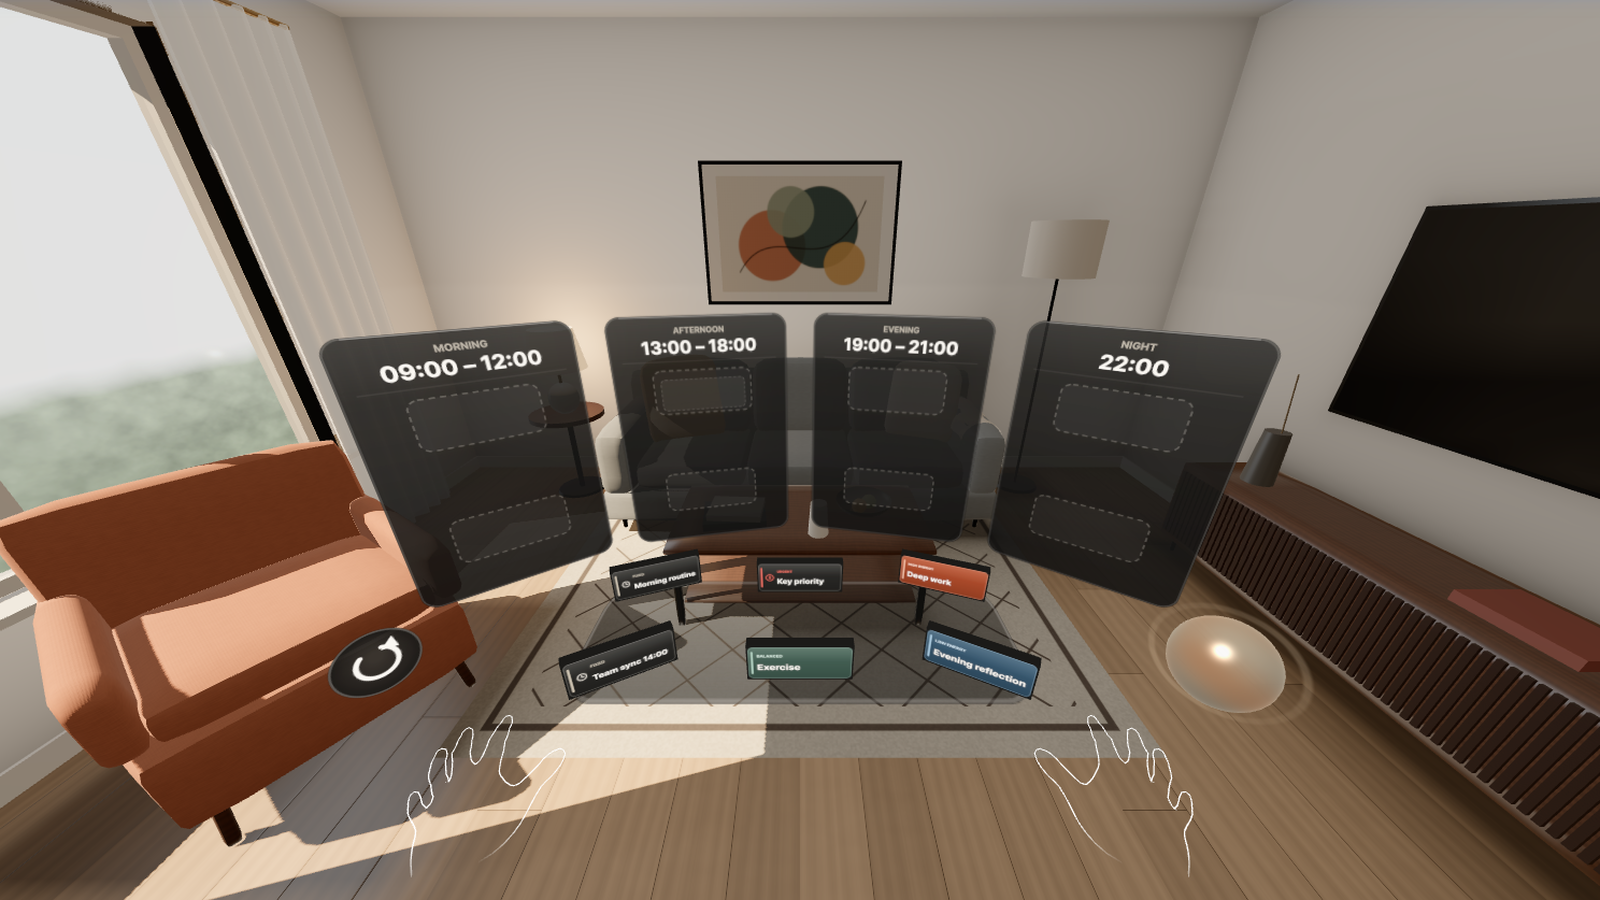 MORNING
09:00 – 12:00
AFTERNOON
13:00 – 18:00
EVENING
19:00 – 21:00
NIGHT
22:00
FIXED
Morning routine
Key priority
HIGH ENERGY
Deep work
FIXED
Team sync 14:00
BALANCED
Exercise
LOW ENERGY
Evening reflection